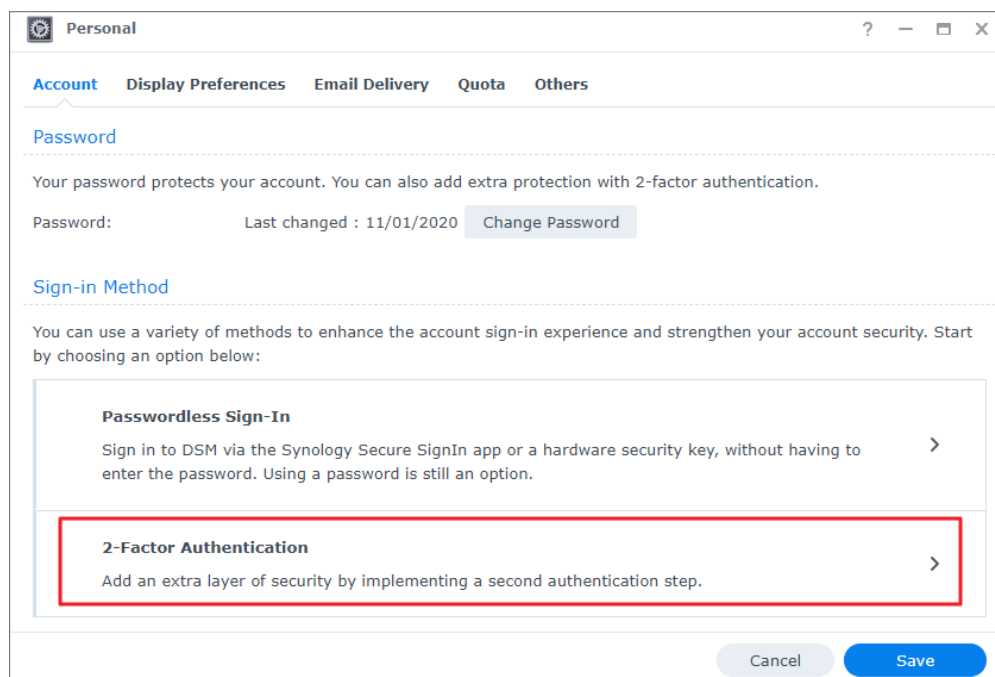 Personal
Account Display Preferences Email Delivery Quota Others
Password
Your password protects your account. You can also add extra protection with 2-factor authentication.
Password: Last changed : 11/01/2020 Change Password
Sign-in Method
You can use a variety of methods to enhance the account sign-in experience and strengthen your account security. Start
by choosing an option below:
Passwordless Sign-In
Sign in to DSM via the Synology Secure SignIn app or a hardware security key, without having to
enter the password. Using a password is still an option.
2-Factor Authentication
Add an extra layer of security by implementing a second authentication step.
Cancel Save